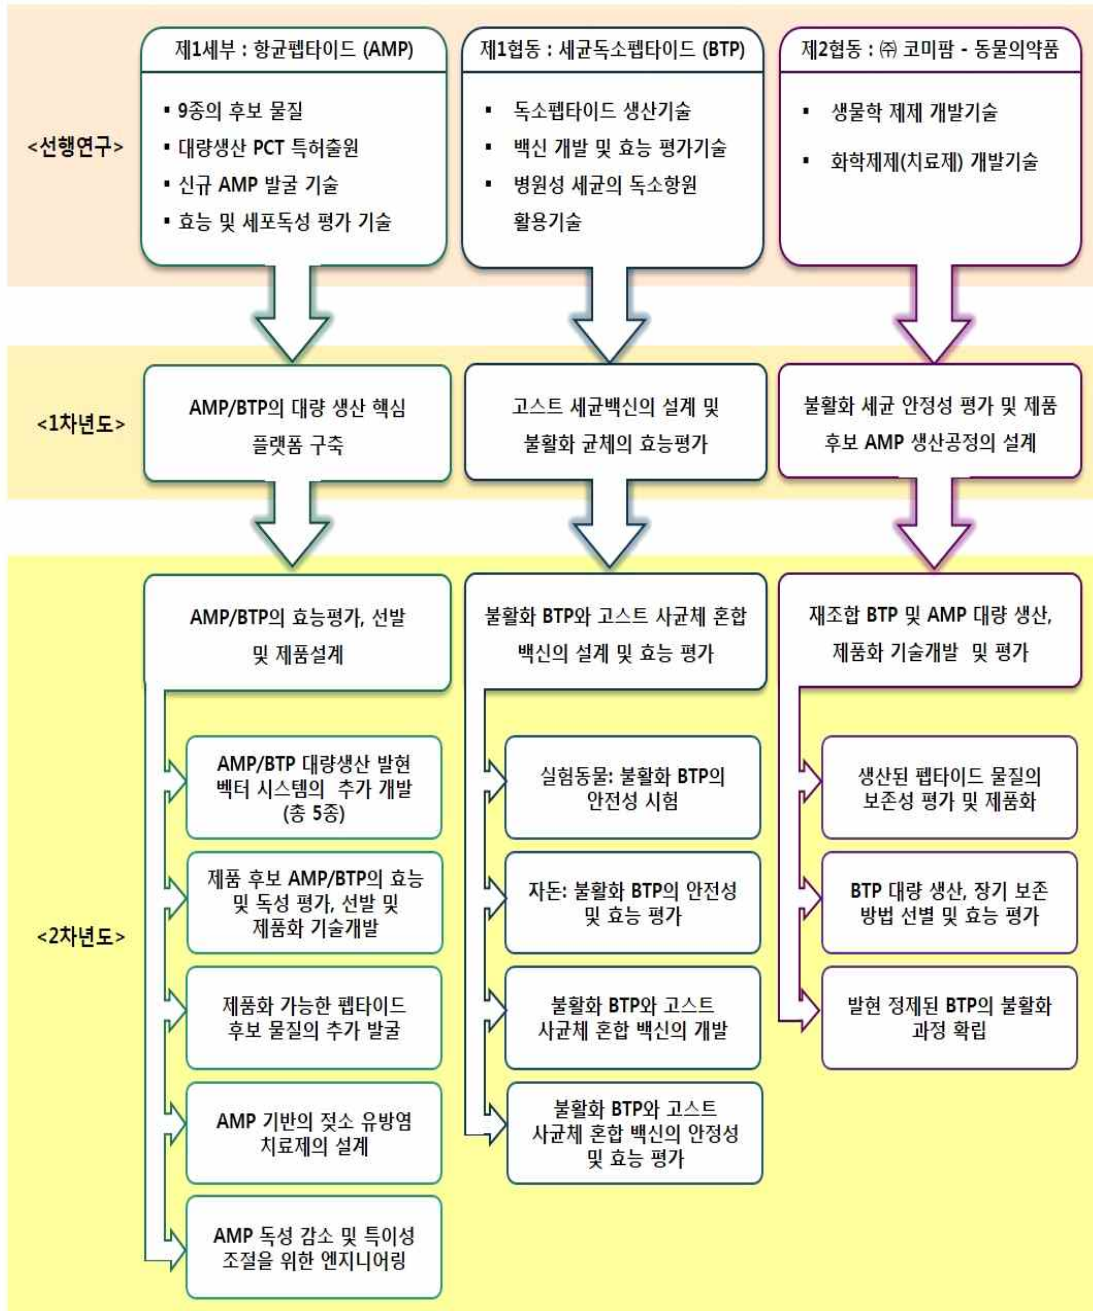 <선행연구>
제1세부 : 항균펩타이드 (AMP)
▪ 9종의 후보 물질
▪ 대량생산 PCT 특허출원
▪ 신규 AMP 발굴 기술
▪ 효능 및 세포독성 평가 기술
제1협동 : 세균독소펩타이드 (BTP)
▪ 독소펩타이드 생산기술
▪ 백신 개발 및 효능 평가기술
▪ 병원성 세균의 독소항원
활용기술
제2협동 : ㈜ 코미팜 - 동물의약품
▪ 생물학 제제 개발기술
▪ 화학제제(치료제) 개발기술
<1차년도>
AMP/BTP의 대량 생산 핵심
플랫폼 구축
고스트 세균백신의 설계 및
불활화 균체의 효능평가
불활화 세균 안정성 평가 및 제품
후보 AMP 생산공정의 설계
<2차년도>
AMP/BTP의 효능평가, 선발
및 제품설계
AMP/BTP 대량생산 발현
벡터 시스템의 추가 개발
(총 5종)
제품 후보 AMP/BTP의 효능
및 독성 평가, 선발 및
제품화 기술개발
제품화 가능한 펩타이드
후보 물질의 추가 발굴
AMP 기반의 젖소 유방염
치료제의 설계
AMP 독성 감소 및 특이성
조절을 위한 엔지니어링
불활화 BTP와 고스트 사균체 혼합
백신의 설계 및 효능 평가
실험동물: 불활화 BTP의
안전성 시험
자돈: 불활화 BTP의 안전성
및 효능 평가
불활화 BTP와 고스트
사균체 혼합 백신의 개발
불활화 BTP와 고스트
사균체 혼합 백신의 안정성
및 효능 평가
재조합 BTP 및 AMP 대량 생산,
제품화 기술개발 및 평가
생산된 펩타이드 물질의
보존성 평가 및 제품화
BTP 대량 생산, 장기 보존
방법 선별 및 효능 평가
발현 정제된 BTP의 불활화
과정 확립